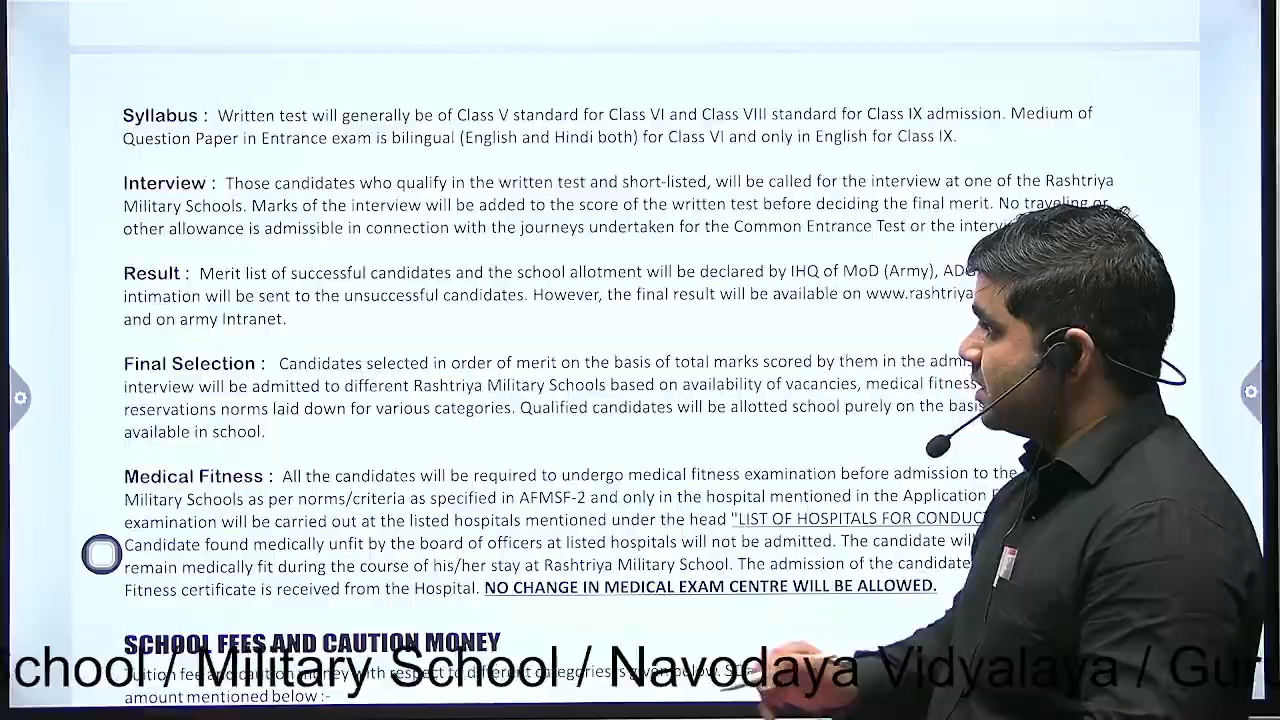 Syllabus : Written test will generally be of Class V standard for Class VI and Class VIII standard for Class IX admission. Medium of
Question Paper in Entrance exam is bilingual (English and Hindi both) for Class VI and only in English for Class IX.
Interview : Those candidates who qualify in the written test and short-listed, will be called for the interview at one of the Rashtriya
Military Schools. Marks of the interview will be added to the score of the written test before deciding the final merit. No traveling or
other allowance is admissible in connection with the journeys undertaken for the Common Entrance Test or the
Result : Merit list of successful candidates and the school allotment will be declared by IHQ of MoD (Army),
intimation will be sent to the unsuccessful candidates. However, the final result will be available on www.rashtriya
and on army Intranet.
Final Selection : Candidates selected in order of merit on the basis of total marks scored by them in the
interview will be admitted to different Rashtriya Military Schools based on availability of vacancies, medical fitness
reservations norms laid down for various categories. Qualified candidates will be allotted school purely on the basis
available in school.
Medical Fitness : All the candidates will be required to undergo medical fitness examination before admission to the
Military Schools as per norms/criteria as specified in AFMSF-2 and only in the hospital mentioned in the Application
examination will be carried out at the listed hospitals mentioned under the head "LIST OF HOSPITALS FOR
Candidate found medically unfit by the board of officers at listed hospitals will not be admitted. The candidate will
remain medically fit during the course of his/her stay at Rashtriya Military School. The admission of the candidate
Fitness certificate is received from the Hospital. NO CHANGE IN MEDICAL EXAM CENTRE WILL BE ALLOWED.
SCHOOL FEES AND CAUTION MONEY
chool / Military School / Navodaya Vidyalaya /
Tuition fee and caution money with respect to different categories is given below.
amount mentioned below :-